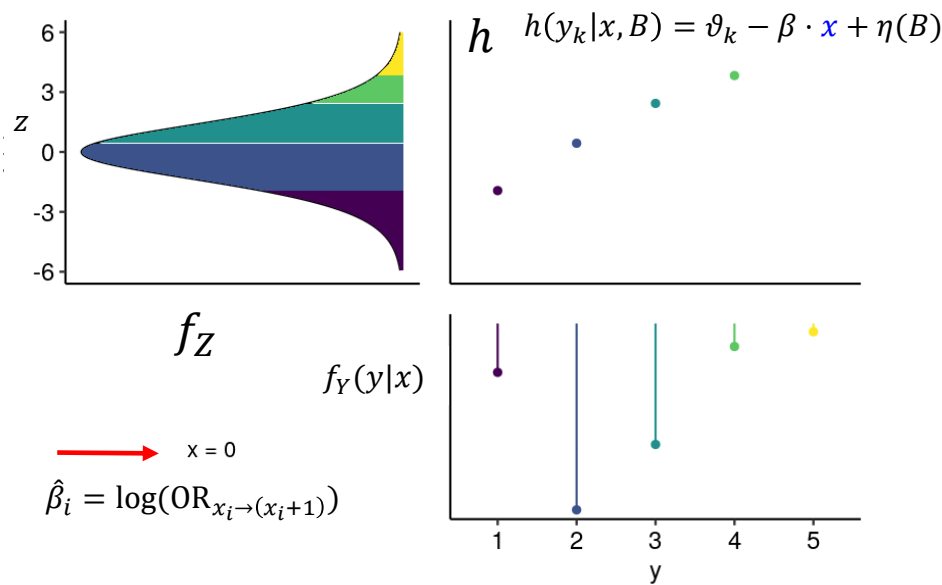 6
3
z
0
-3
-6
f_Z
h
h(y_k|x, B) = ϑ_k − β · x + η(B)
f_Y(y|x)
x = 0
β̂_i = log(OR_{x_i→(x_i+1)})
1 2 3 4 5
y